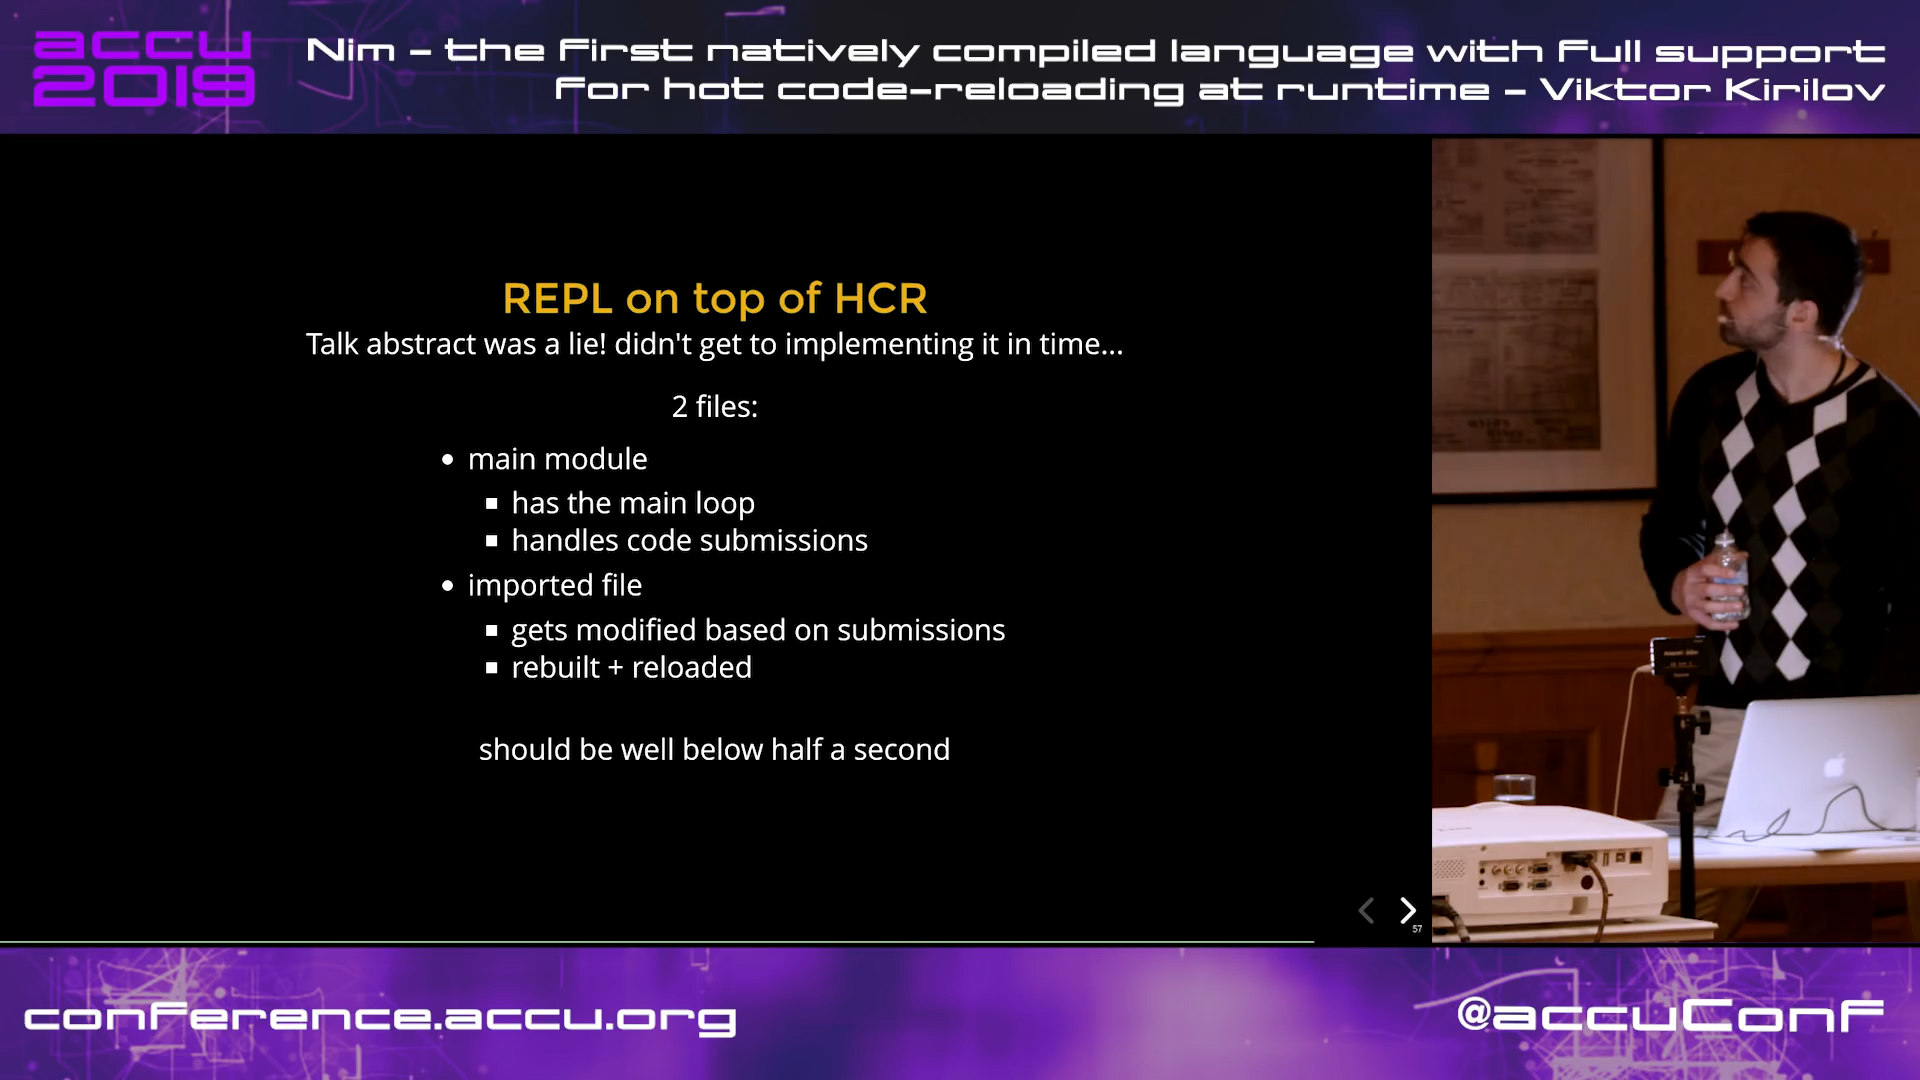 accu
2019
Nim - the first natively compiled language with full support
for hot code-reloading at runtime - Viktor Kirilov
REPL on top of HCR
Talk abstract was a lie! didn't get to implementing it in time...
2 files:
main module
has the main loop
handles code submissions
imported file
gets modified based on submissions
rebuilt + reloaded
should be well below half a second
57
conference.accu.org
@accuConf